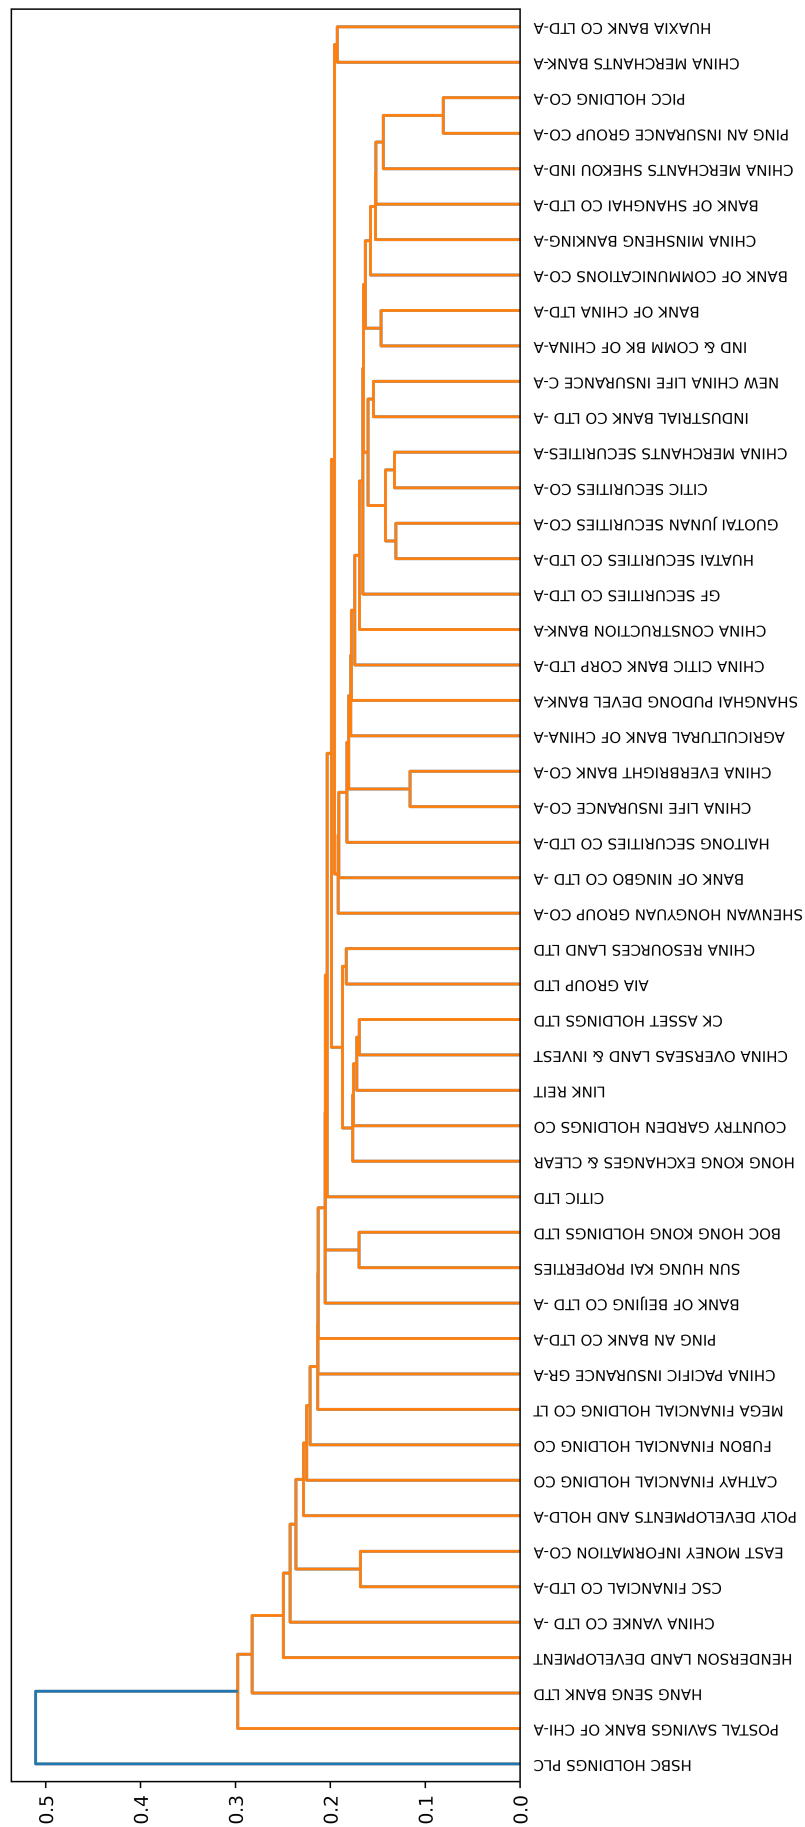 HUAXIA BANK CO LTD-A
CHINA MERCHANTS BANK-A
PICC HOLDING CO-A
PING AN INSURANCE GROUP CO-A
CHINA MERCHANTS SHEKOU IND-A
BANK OF SHANGHAI CO LTD-A
CHINA MINSHENG BANKING-A
BANK OF COMMUNICATIONS CO-A
BANK OF CHINA LTD-A
IND & COMM BK OF CHINA-A
NEW CHINA LIFE INSURANCE C-A
INDUSTRIAL BANK CO LTD -A
CHINA MERCHANTS SECURITIES-A
CITIC SECURITIES CO-A
GUOTAI JUNAN SECURITIES CO-A
HUATAI SECURITIES CO LTD-A
GF SECURITIES CO LTD-A
CHINA CONSTRUCTION BANK-A
CHINA CITIC BANK CORP LTD-A
SHANGHAI PUDONG DEVEL BANK-A
AGRICULTURAL BANK OF CHINA-A
CHINA EVERBRIGHT BANK CO-A
CHINA LIFE INSURANCE CO-A
HAITONG SECURITIES CO LTD-A
BANK OF NINGBO CO LTD -A
SHENWAN HONGYUAN GROUP CO-A
CHINA RESOURCES LAND LTD
AIA GROUP LTD
CK ASSET HOLDINGS LTD
CHINA OVERSEAS LAND & INVEST
LINK REIT
COUNTRY GARDEN HOLDINGS CO
HONG KONG EXCHANGES & CLEAR
CITIC LTD
BOC HONG KONG HOLDINGS LTD
SUN HUNG KAI PROPERTIES
BANK OF BEIJING CO LTD -A
PING AN BANK CO LTD-A
CHINA PACIFIC INSURANCE GR-A
MEGA FINANCIAL HOLDING CO LT
FUBON FINANCIAL HOLDING CO
CATHAY FINANCIAL HOLDING CO
POLY DEVELOPMENTS AND HOLD-A
EAST MONEY INFORMATION CO-A
CSC FINANCIAL CO LTD-A
CHINA VANKE CO LTD -A
HENDERSON LAND DEVELOPMENT
HANG SENG BANK LTD
POSTAL SAVINGS BANK OF CHI-A
HSBC HOLDINGS PLC
0.5
0.4
0.3
0.2
0.1
0.0